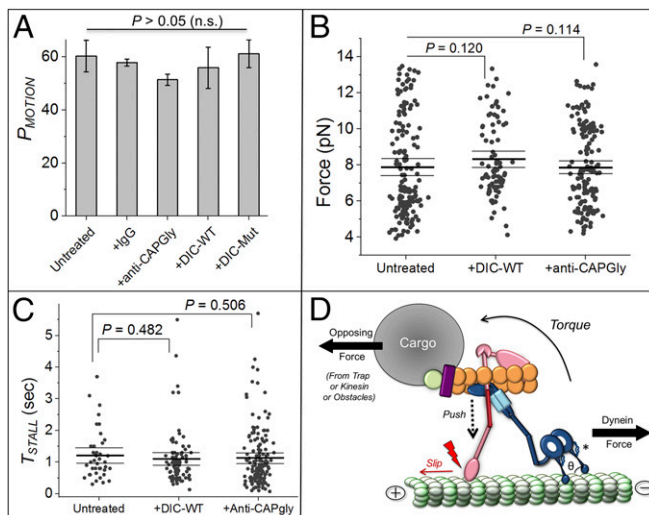 A
P > 0.05 (n.s.)
P_MOTION
60
40
20
0
Untreated
+IgG
+anti-CAPGly
+DIC-WT
+DIC-Mut
B
P = 0.114
P = 0.120
Force (pN)
14
12
10
8
6
4
Untreated
+DIC-WT
+anti-CAPGly
C
P = 0.506
P = 0.482
T_STALL (sec)
5
4
3
2
1
0
Untreated
+DIC-WT
+Anti-CAPgly
D
Torque
Opposing
Force
Cargo
(From Trap
or Kinesin
or Obstacles)
Push
Dynein
Force
*
Slip
θ
+
−